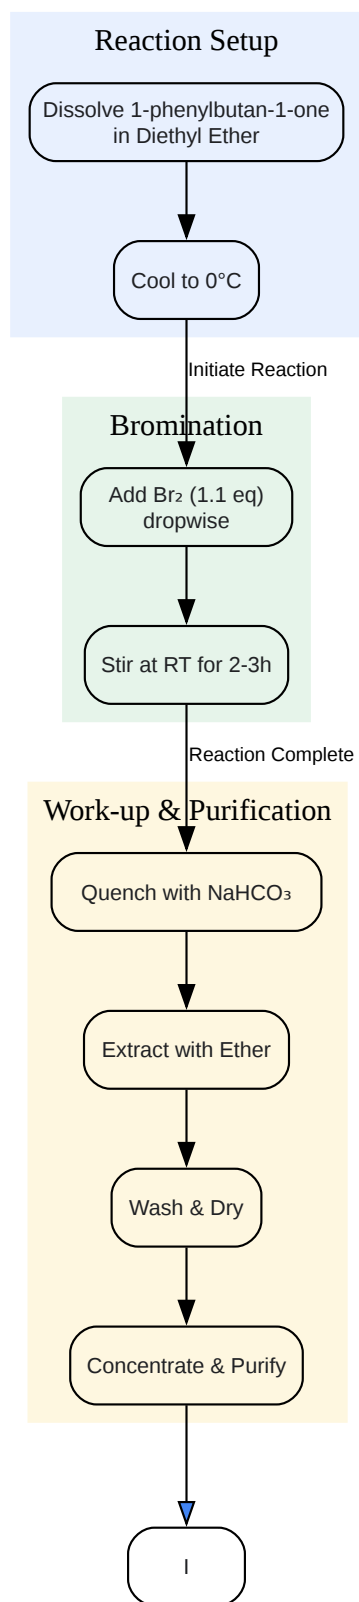 Reaction Setup
Dissolve 1-phenylbutan-1-one
in Diethyl Ether
Cool to 0°C
Initiate Reaction
Bromination
Add Br₂ (1.1 eq)
dropwise
Stir at RT for 2-3h
Reaction Complete
Work-up & Purification
Quench with NaHCO₃
Extract with Ether
Wash & Dry
Concentrate & Purify
I